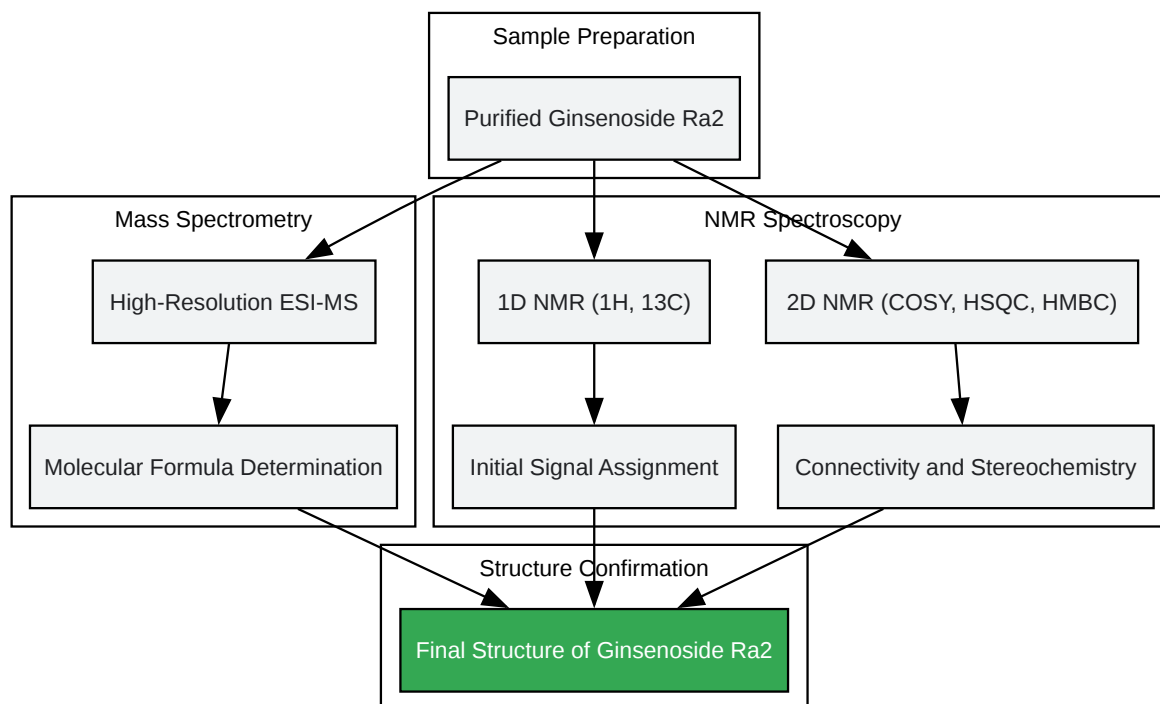 Sample Preparation
Purified Ginsenoside Ra2
Mass Spectrometry
NMR Spectroscopy
High-Resolution ESI-MS
1D NMR (1H, 13C)
2D NMR (COSY, HSQC, HMBC)
Molecular Formula Determination
Initial Signal Assignment
Connectivity and Stereochemistry
Structure Confirmation
Final Structure of Ginsenoside Ra2